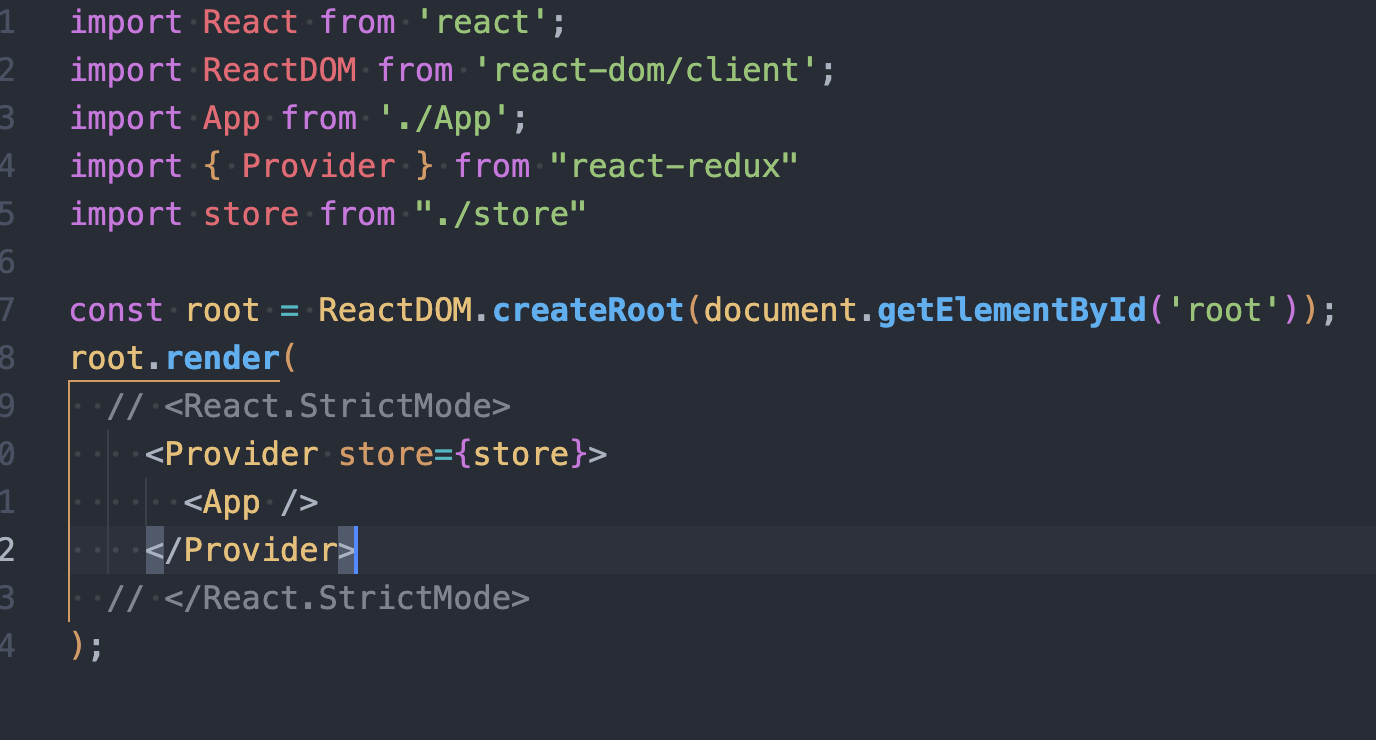 1 import React from 'react';
2 import ReactDOM from 'react-dom/client';
3 import App from './App';
4 import { Provider } from "react-redux"
5 import store from "./store"
6
7 const root = ReactDOM.createRoot(document.getElementById('root'));
8 root.render(
9   // <React.StrictMode>
0     <Provider store={store}>
1       <App />
2     </Provider>
3   // </React.StrictMode>
4 );